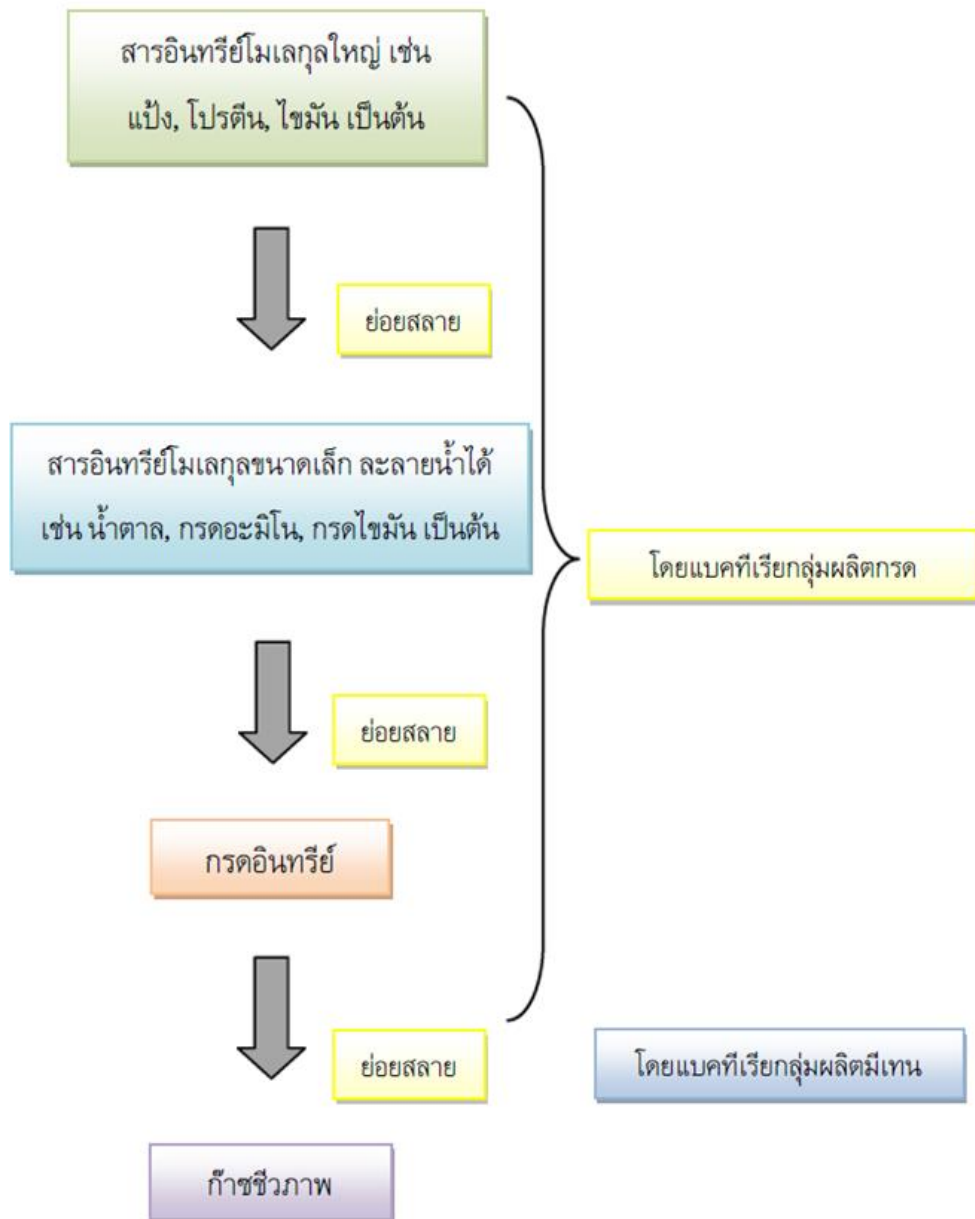 สารอินทรีย์โมเลกุลใหญ่ เช่น
แป้ง, โปรตีน, ไขมัน เป็นต้น
ย่อยสลาย
สารอินทรีย์โมเลกุลขนาดเล็ก ละลายน้ำได้
เช่น น้ำตาล, กรดอะมิโน, กรดไขมัน เป็นต้น
โดยแบคทีเรียกลุ่มผลิตกรด
ย่อยสลาย
กรดอินทรีย์
ย่อยสลาย
โดยแบคทีเรียกลุ่มผลิตมีเทน
ก๊าซชีวภาพ